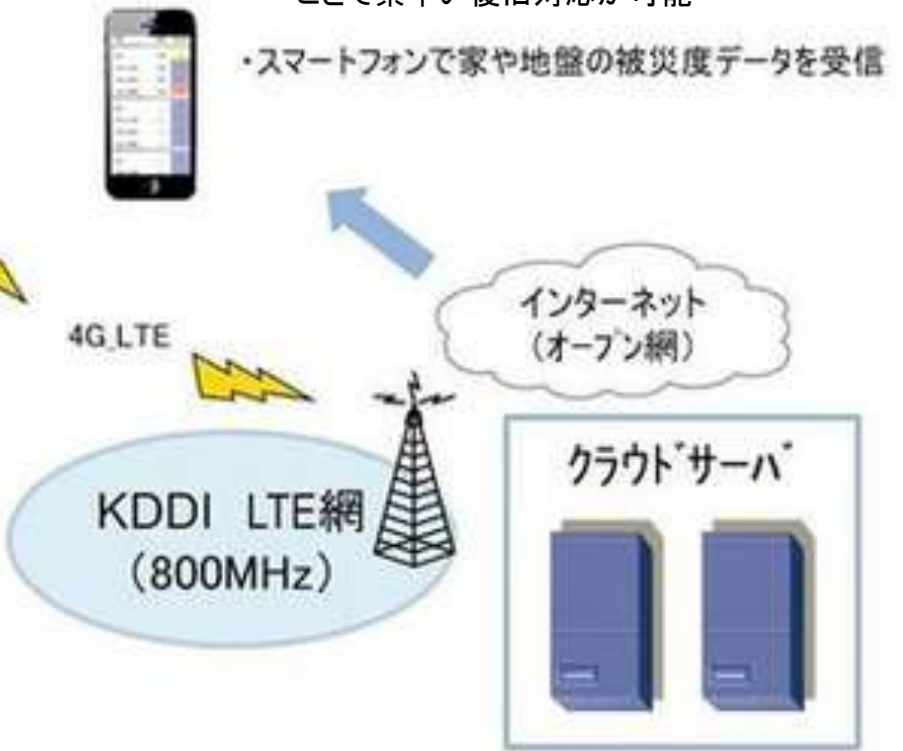 ・スマートフォンで家や地盤の被災度データを受信
4G_LTE
インターネット
（オープン網）
KDDI LTE網
（800MHz）
クラウドサーバ